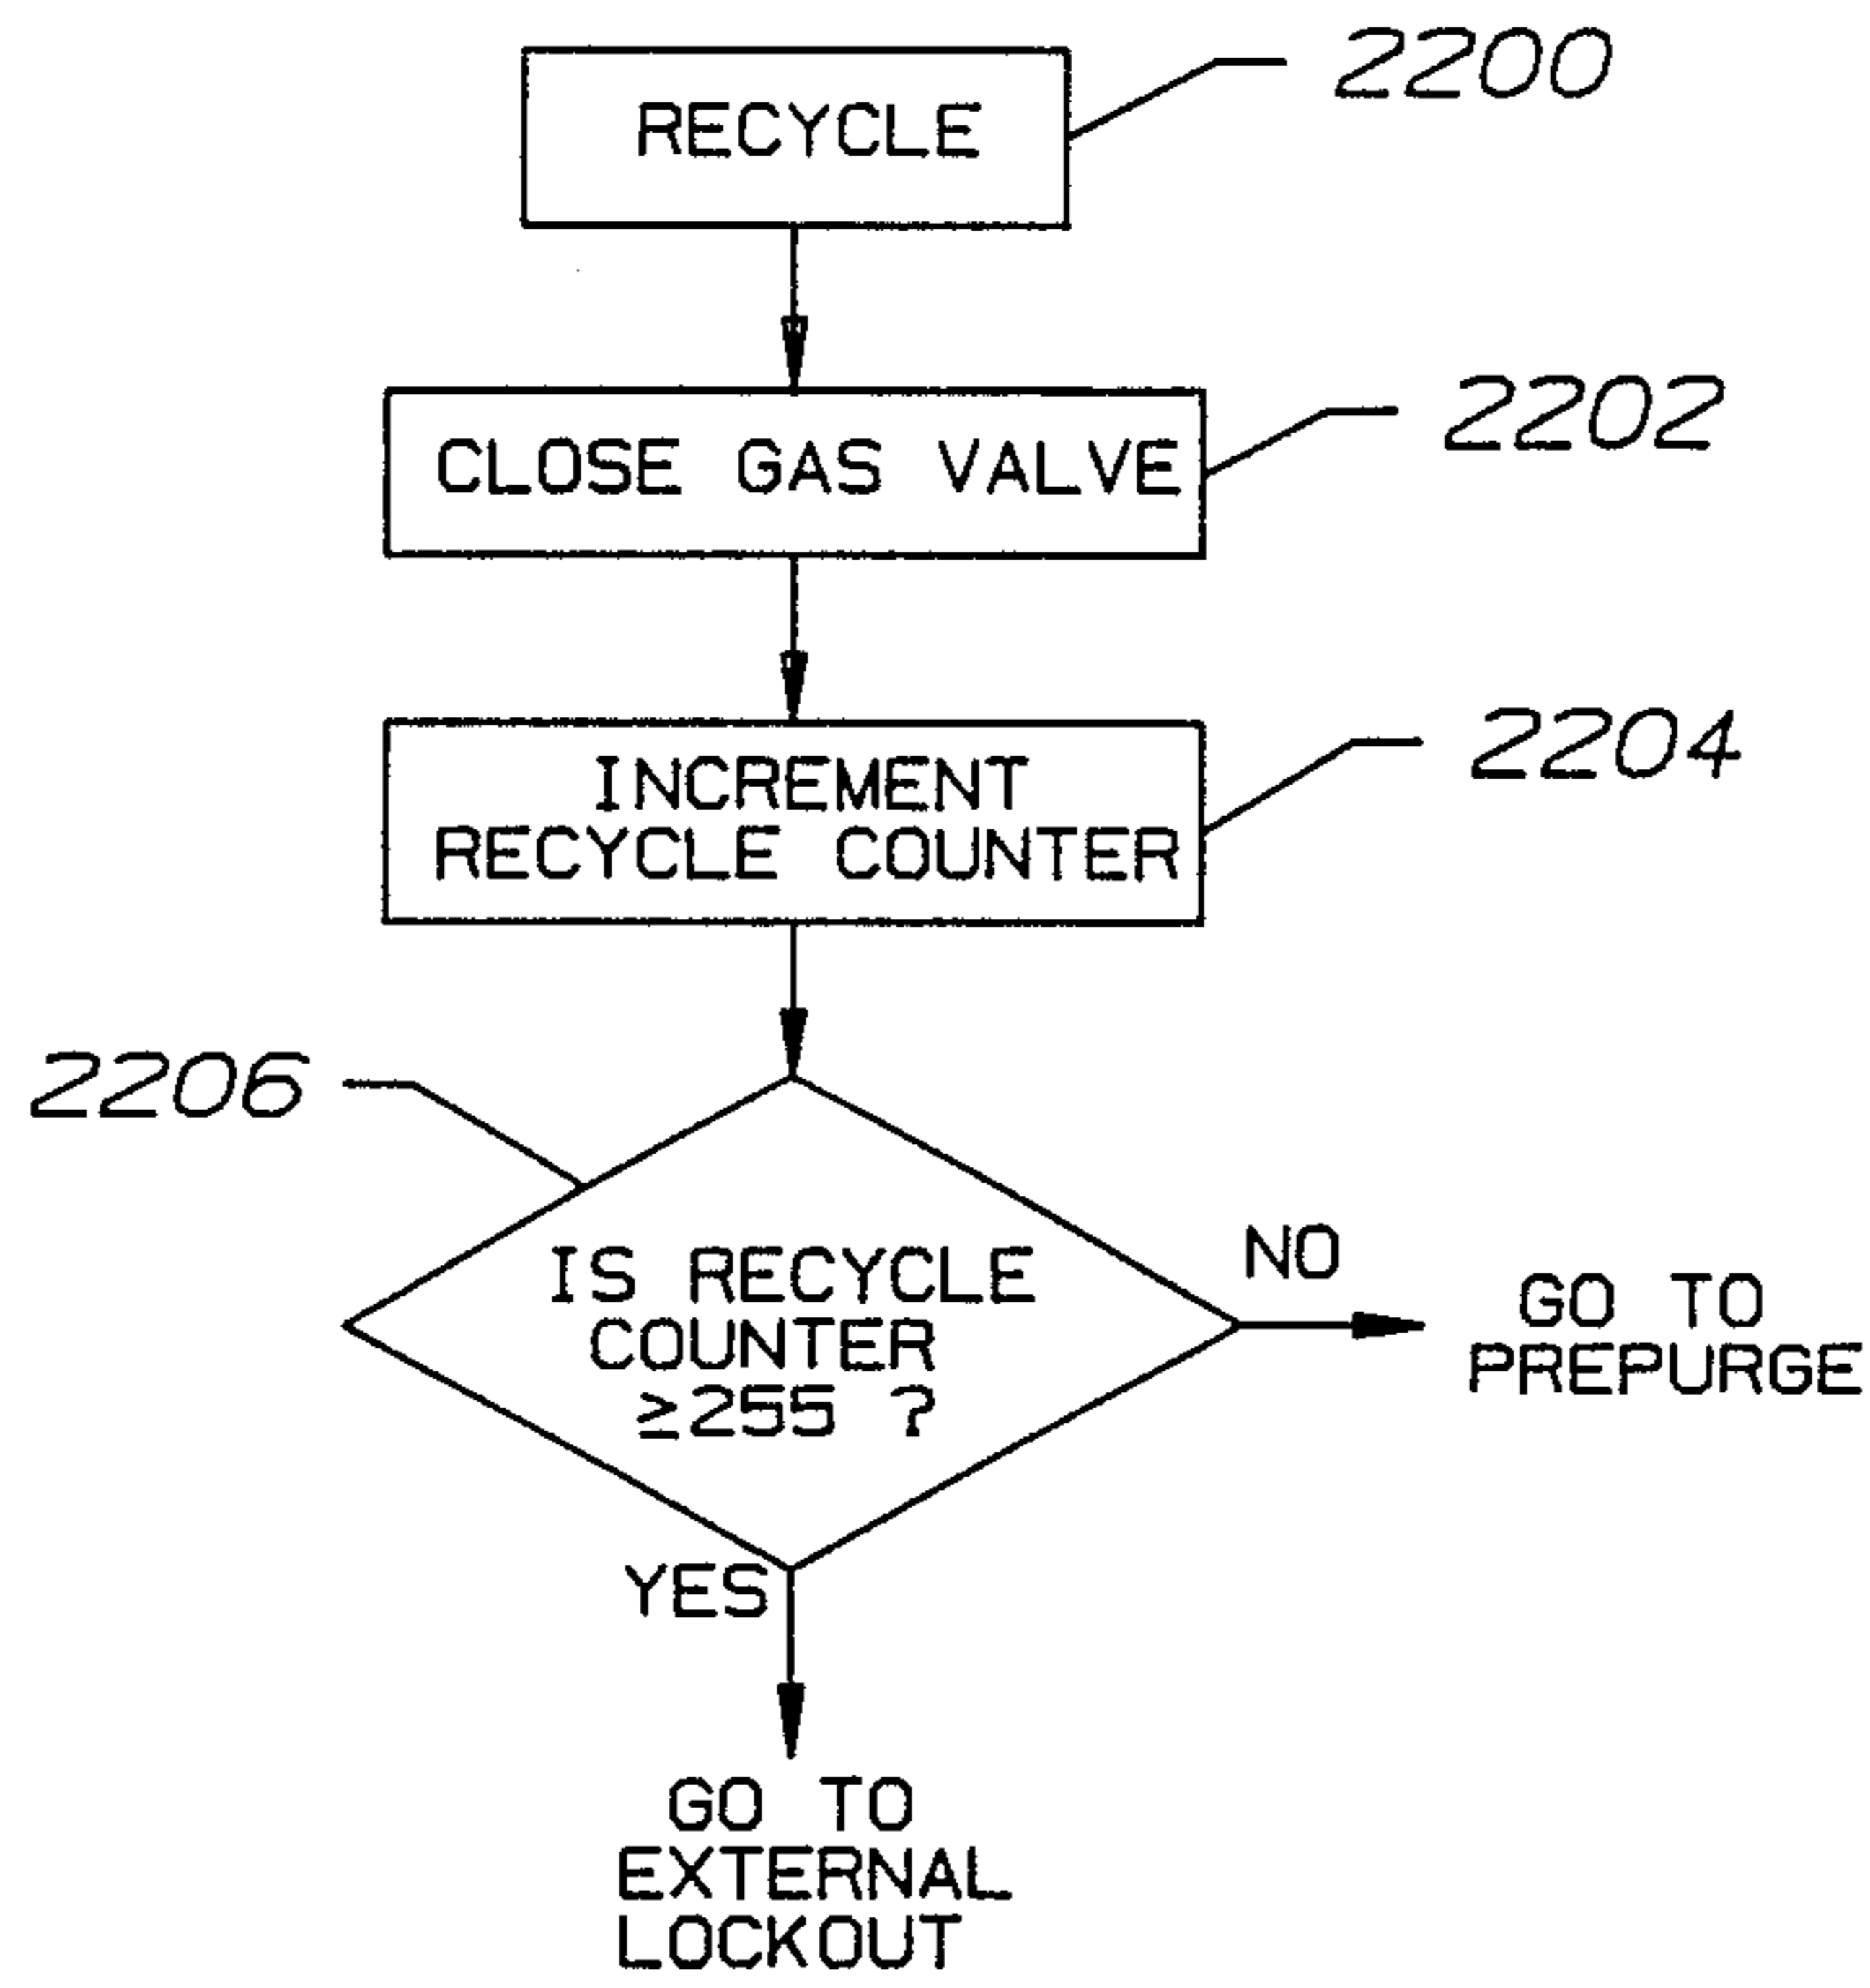 2200
RECYCLE
2202
CLOSE GAS VALVE
2204
INCREMENT
RECYCLE COUNTER
2206
IS RECYCLE
COUNTER
≥255 ?
NO
GO TO
PREPURGE
YES
GO TO
EXTERNAL
LOCKOUT